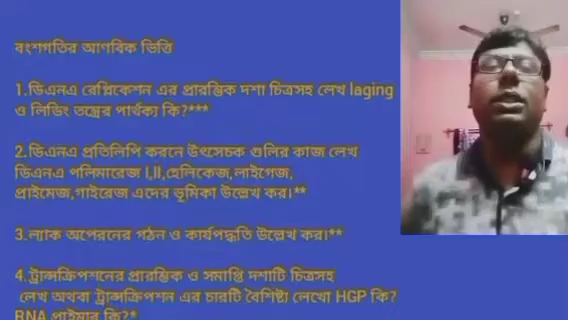 বংশগতির আণবিক ভিত্তি
1.ডিএনএ রেপ্লিকেশন এর প্রারম্ভিক দশা চিত্রসহ লেখ laging
ও লিডিং তন্ত্রের পার্থক্য কি?***
2.ডিএনএ প্রতিলিপি করনে উৎসেচক গুলির কাজ লেখ
ডিএনএ পলিমারেজ I,II,হেলিকেজ,লাইগেজ,
প্রাইমেজ,গাইরেজ এদের ভূমিকা উল্লেখ কর।**
3.ল্যাক অপেরনের গঠন ও কার্যপদ্ধতি উল্লেখ কর।**
4.ট্রান্সক্রিপশনের প্রারম্ভিক ও সমাপ্তি দশাটি চিত্রসহ
লেখ অথবা ট্রান্সক্রিপশন এর চারটি বৈশিষ্ট্য লেখো HGP কি?
RNA প্রাইমার কি?*